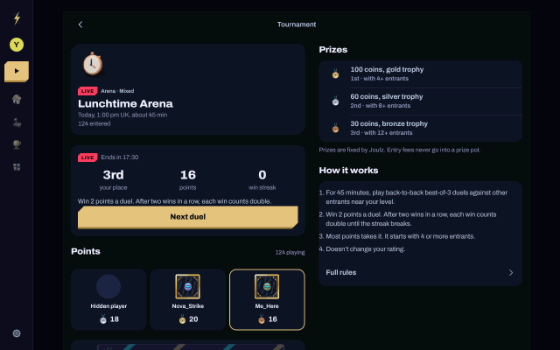 Tournament
Y
LIVE Arena · Mixed
Lunchtime Arena
Today, 1:00 pm UK, about 45 min
124 entered
LIVE Ends in 17:30
3rd
your place
16
points
0
win streak
Win 2 points a duel. After two wins in a row, each win counts double.
Next duel
Points
124 playing
Hidden player
18
Nova_Strike
20
Me_Here
16
Prizes
100 coins, gold trophy
1st · with 4+ entrants
60 coins, silver trophy
2nd · with 8+ entrants
30 coins, bronze trophy
3rd · with 12+ entrants
Prizes are fixed by Joulz. Entry fees never go into a prize pot.
How it works
1. For 45 minutes, play back-to-back best-of-3 duels against other
entrants near your level.
2. Win 2 points a duel. After two wins in a row, each win counts
double until the streak breaks.
3. Most points takes it. It starts with 4 or more entrants.
4. Doesn't change your rating.
Full rules